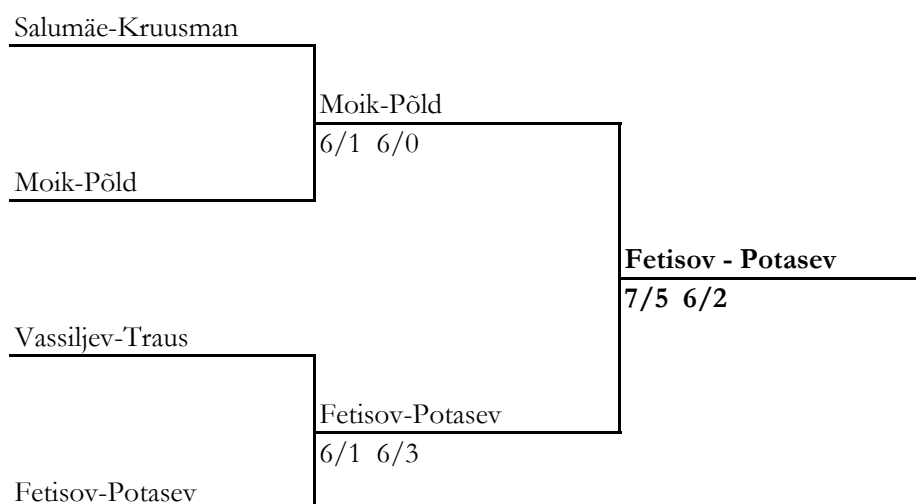 Salumäe-Kruusman
Moik-Põld
6/1 6/0
Moik-Põld
Fetisov - Potasev
7/5 6/2
Vassiljev-Traus
Fetisov-Potasev
6/1 6/3
Fetisov-Potasev